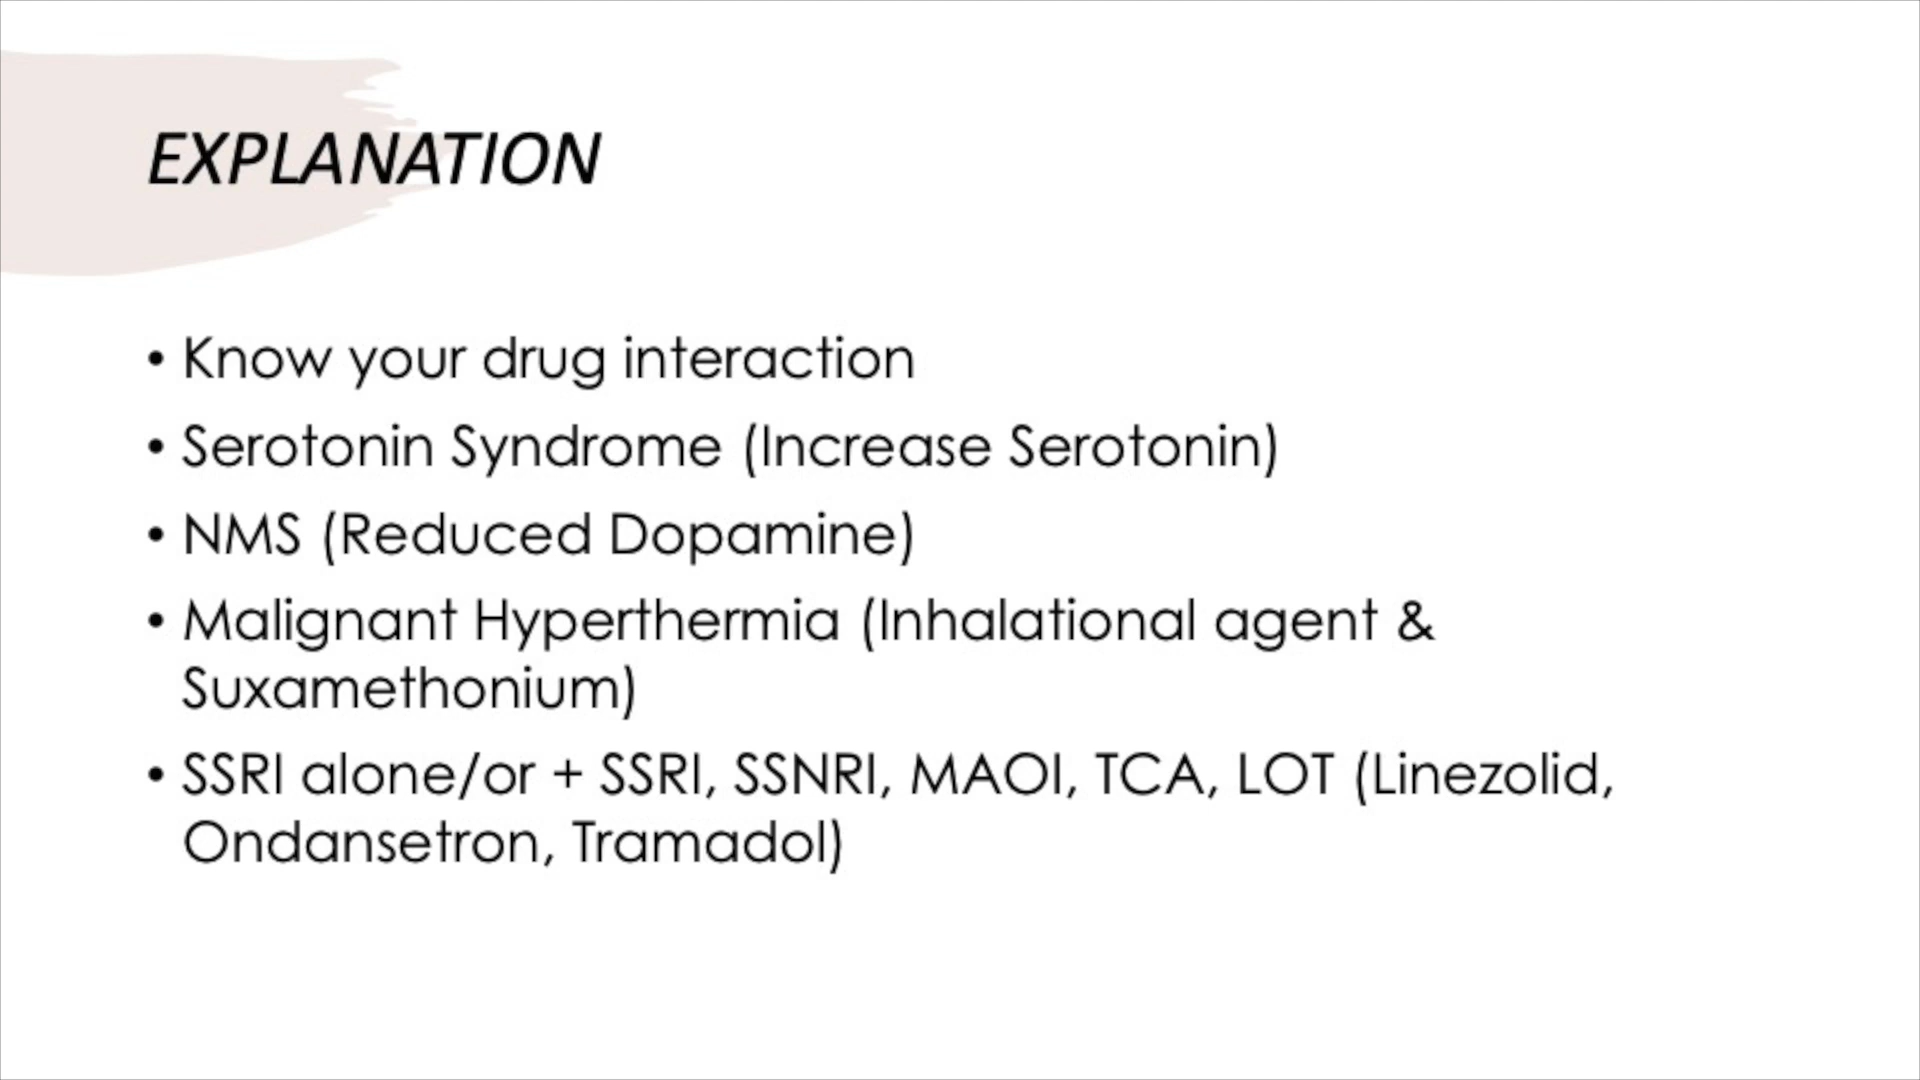 EXPLANATION
• Know your drug interaction
• Serotonin Syndrome (Increase Serotonin)
• NMS (Reduced Dopamine)
• Malignant Hyperthermia (Inhalational agent &
Suxamethonium)
• SSRI alone/or + SSRI, SSNRI, MAOI, TCA, LOT (Linezolid,
Ondansetron, Tramadol)